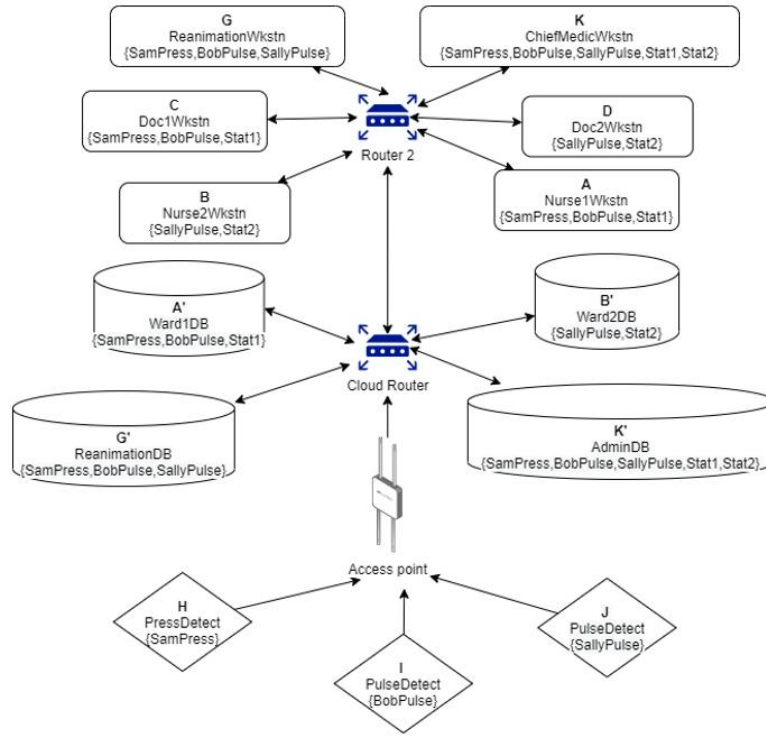 G
ReanimationWkstn
{SamPress,BobPulse,SallyPulse}
K
ChiefMedicWkstn
{SamPress,BobPulse,SallyPulse,Stat1,Stat2}
C
Doc1Wkstn
{SamPress,BobPulse,Stat1}
D
Doc2Wkstn
{SallyPulse,Stat2}
Router 2
B
Nurse2Wkstn
{SallyPulse,Stat2}
A
Nurse1Wkstn
{SamPress,BobPulse,Stat1}
A'
Ward1DB
{SamPress,BobPulse,Stat1}
B'
Ward2DB
{SallyPulse,Stat2}
Cloud Router
G'
ReanimationDB
{SamPress,BobPulse,SallyPulse}
K'
AdminDB
{SamPress,BobPulse,SallyPulse,Stat1,Stat2}
Access point
H
PressDetect
{SamPress}
I
PulseDetect
{BobPulse}
J
PulseDetect
{SallyPulse}